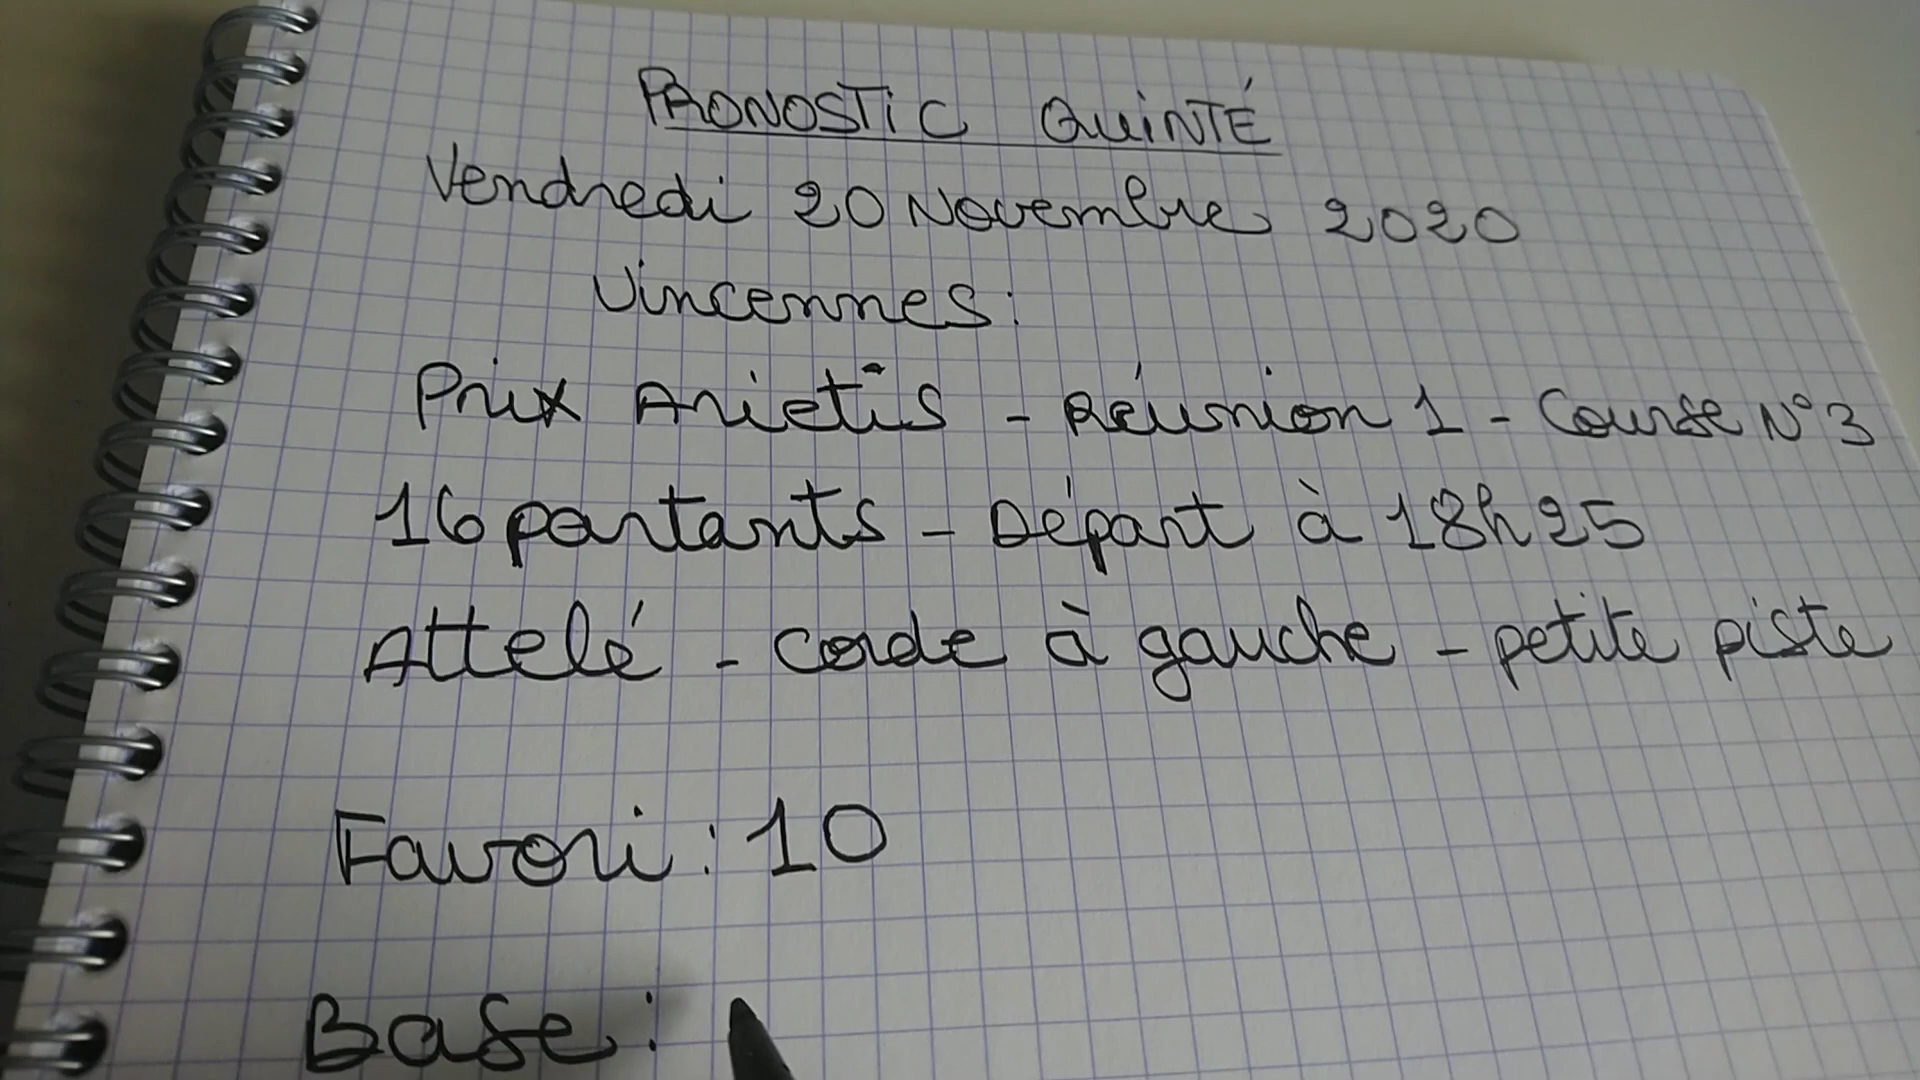 PRONOSTIC QUINTÉ
Vendredi 20 Novembre 2020
Vincennes:
Prix Arietis - Réunion 1 - Course N°3
16 partants - Départ à 18h25
Attelé - corde à gauche - petite piste
Favori: 10
Base: